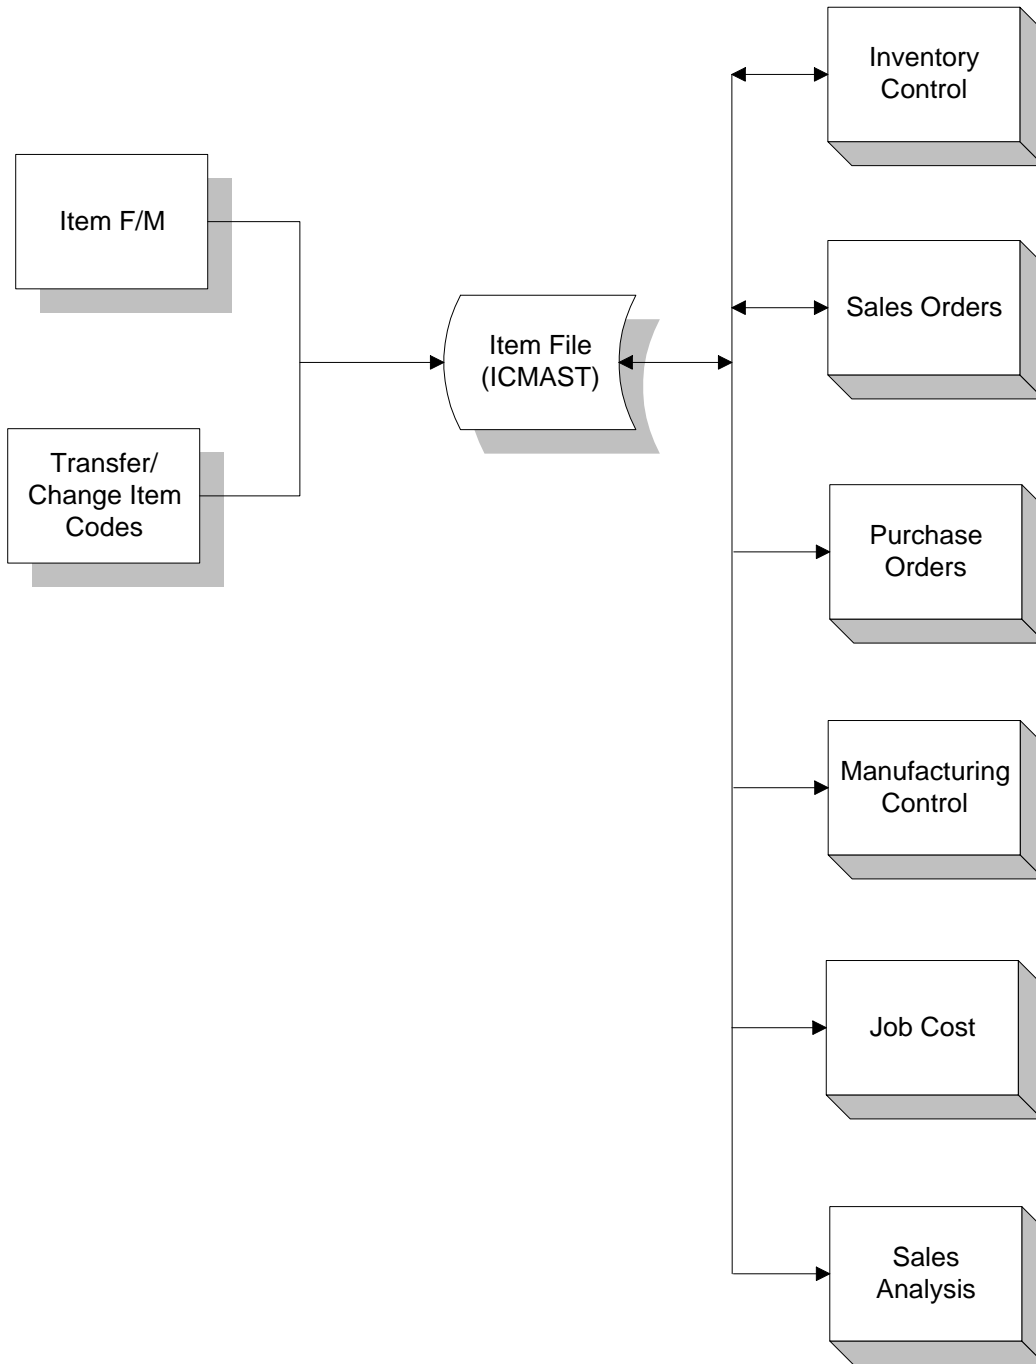 Item F/M
Transfer/
Change Item
Codes
Item File
(ICMAST)
Inventory
Control
Sales Orders
Purchase
Orders
Manufacturing
Control
Job Cost
Sales
Analysis